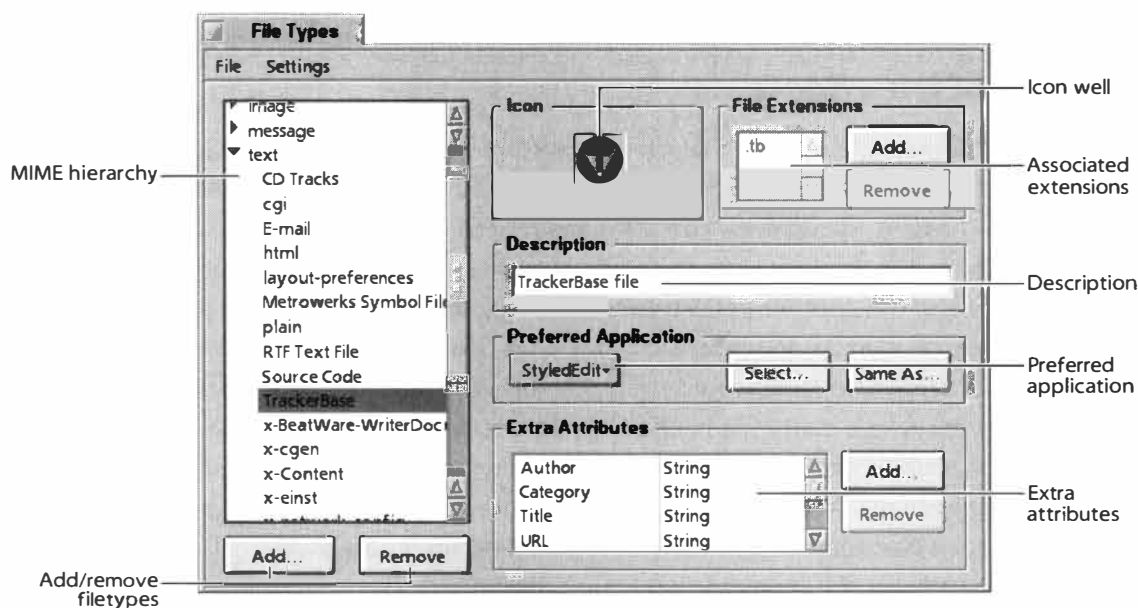 File Types
File Settings
image
message
text
CD Tracks
cgi
E-mail
html
layout-preferences
Metrowerks Symbol File
plain
RTF Text File
Source Code
TrackerBase
x-BeatWare-WriterDoc
x-cgen
x-Content
x-einst
x-network-config
Add... Remove
Icon
File Extensions
.tb
Add...
Remove
Description
TrackerBase file
Preferred Application
StyledEdit
Select...
Same As...
Extra Attributes
Author String
Category String
Title String
URL String
Add...
Remove
MIME hierarchy
Add/remove
filetypes
Icon well
Associated
extensions
Description
Preferred
application
Extra
attributes